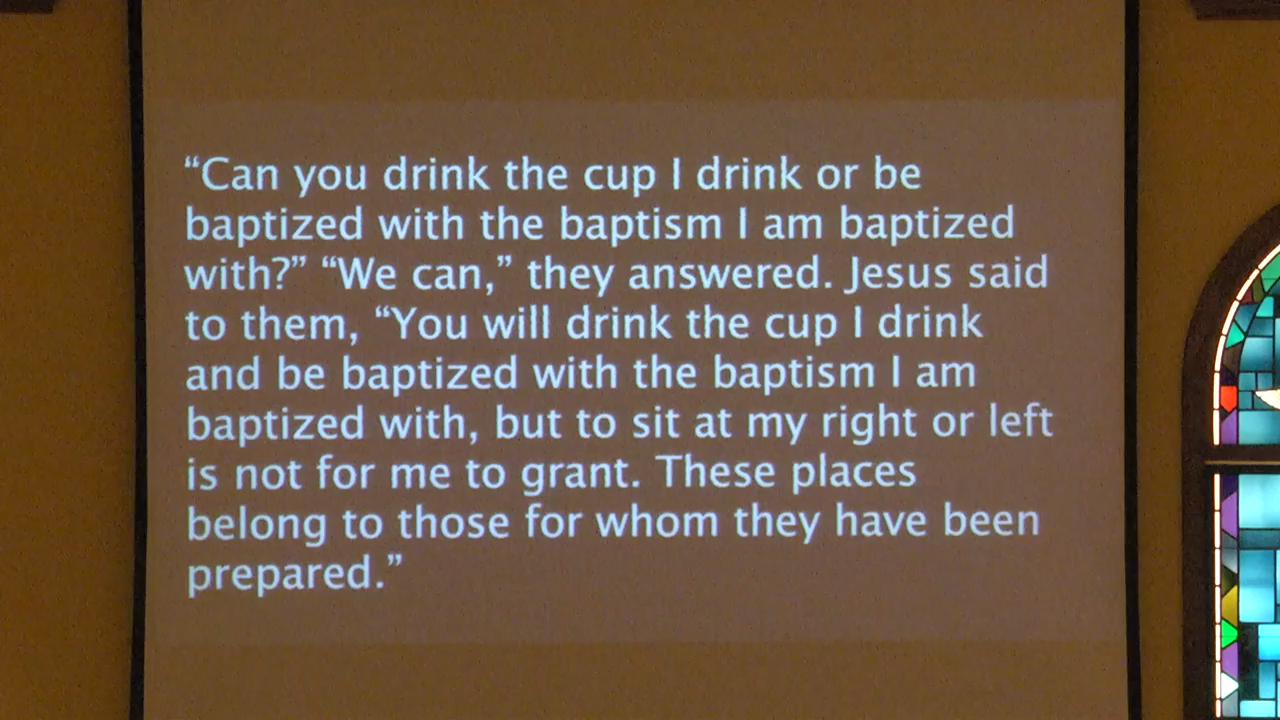 “Can you drink the cup I drink or be
baptized with the baptism I am baptized
with?” “We can,” they answered. Jesus said
to them, “You will drink the cup I drink
and be baptized with the baptism I am
baptized with, but to sit at my right or left
is not for me to grant. These places
belong to those for whom they have been
prepared.”